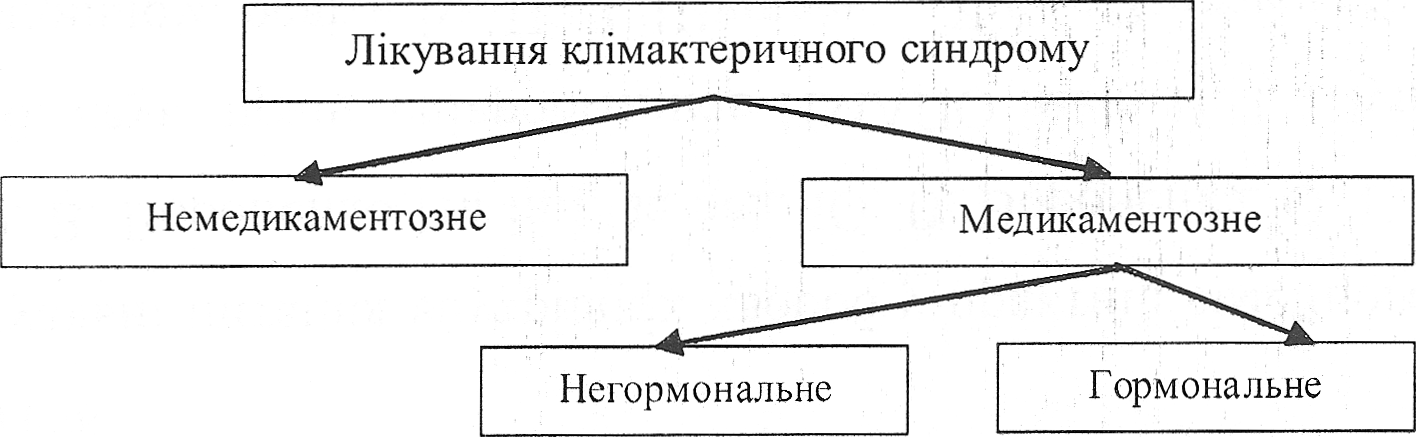 Лікування клімактеричного синдрому
Немедикаментозне
Медикаментозне
Негормональне
Гормональне